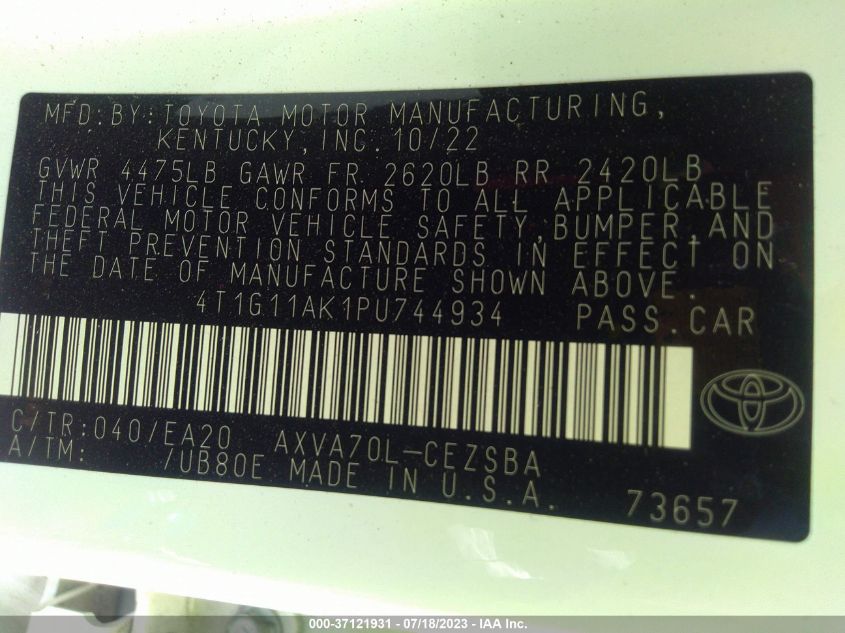 MFD.BY:TOYOTA MOTOR MANUFACTURING,
KENTUCKY,INC.10/22
GVWR 4475LB GAWR FR 2620LB RR 2420LB
THIS VEHICLE CONFORMS TO ALL APPLICABLE
FEDERAL MOTOR VEHICLE SAFETY,BUMPER,AND
THEFT PREVENTION STANDARDS IN EFFECT ON
THE DATE OF MANUFACTURE SHOWN ABOVE.
4T1G11AK1PU744934 PASS.CAR
C/TR:040/EA20 AXVA70L-CEZSBA
A/TM: /UB80E MADE IN U.S.A.
73657
000-37121931 - 07/18/2023 - IAA Inc.